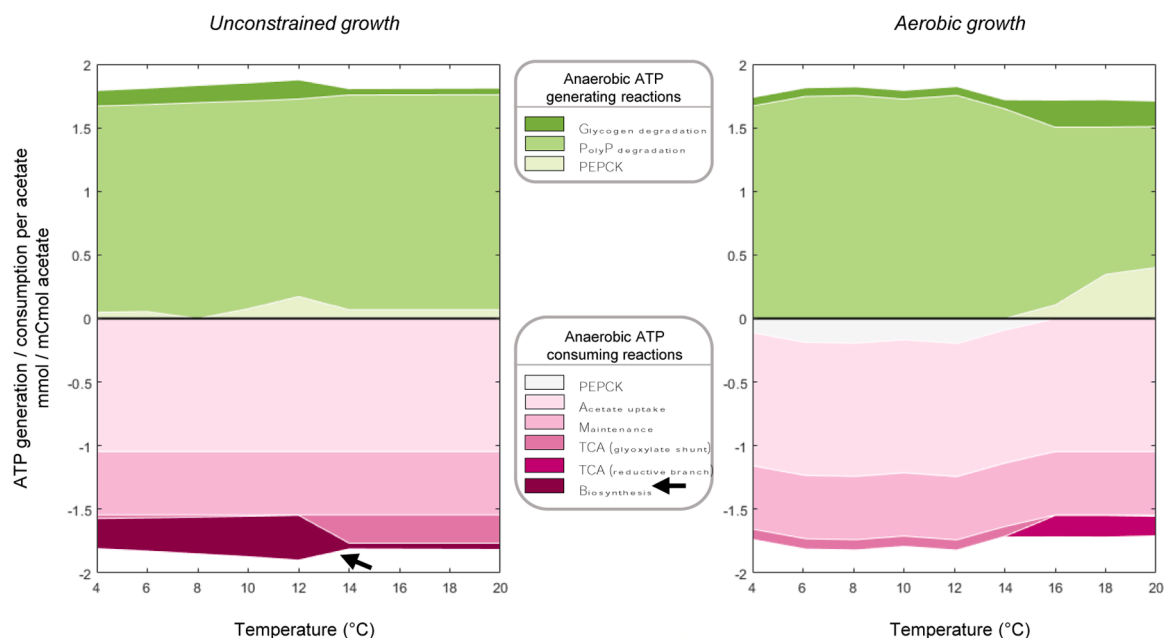 Unconstrained growth
Aerobic growth
ATP generation / consumption per acetate
mmol / mCmol acetate
2
1.5
1
0.5
0
-0.5
-1
-1.5
-2
4 6 8 10 12 14 16 18 20
Temperature (°C)
Anaerobic ATP
generating reactions
Glycogen degradation
PolyP degradation
PEPCK
Anaerobic ATP
consuming reactions
PEPCK
Acetate uptake
Maintenance
TCA (glyoxylate shunt)
TCA (reductive branch)
Biosynthesis
2
1.5
1
0.5
0
-0.5
-1
-1.5
-2
4 6 8 10 12 14 16 18 20
Temperature (°C)